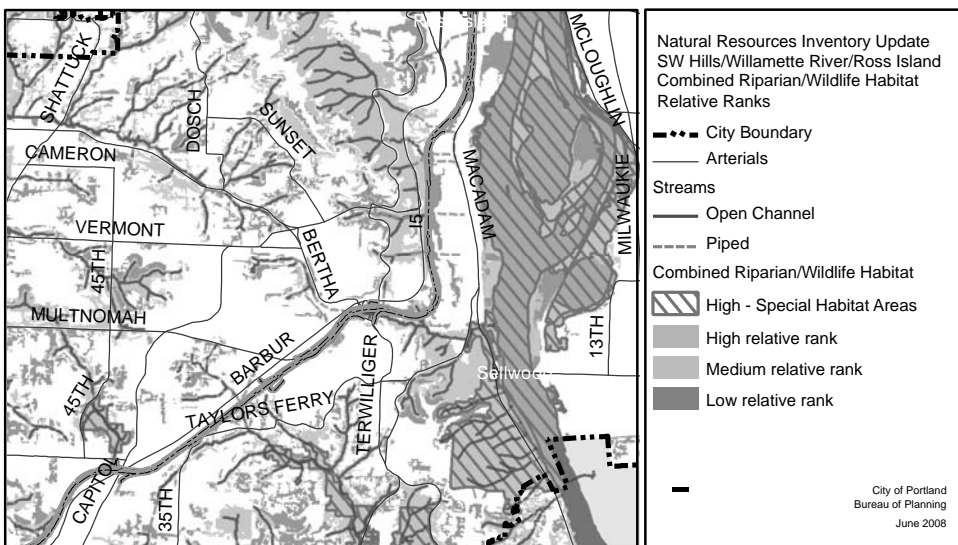 SHATTUCK
DOSCH
SUNSET
CAMERON
VERMONT
45TH
MULTNOMAH
BERTHA
I5
MACADAM
MCLOUGHLIN
MILWAUKIE
13TH
BARBUR
45TH
TAYLORS FERRY
TERWILLIGER
Sellwood
CAPITOL
35TH
Natural Resources Inventory Update
SW Hills/Willamette River/Ross Island
Combined Riparian/Wildlife Habitat
Relative Ranks
City Boundary
Arterials
Streams
Open Channel
Piped
Combined Riparian/Wildlife Habitat
High - Special Habitat Areas
High relative rank
Medium relative rank
Low relative rank
City of Portland
Bureau of Planning
June 2008